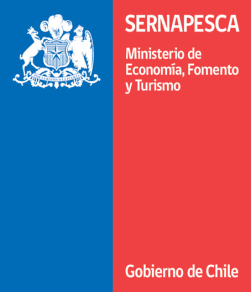 SERNAPESCA
Ministerio de
Economía, Fomento
y Turismo
Gobierno de Chile